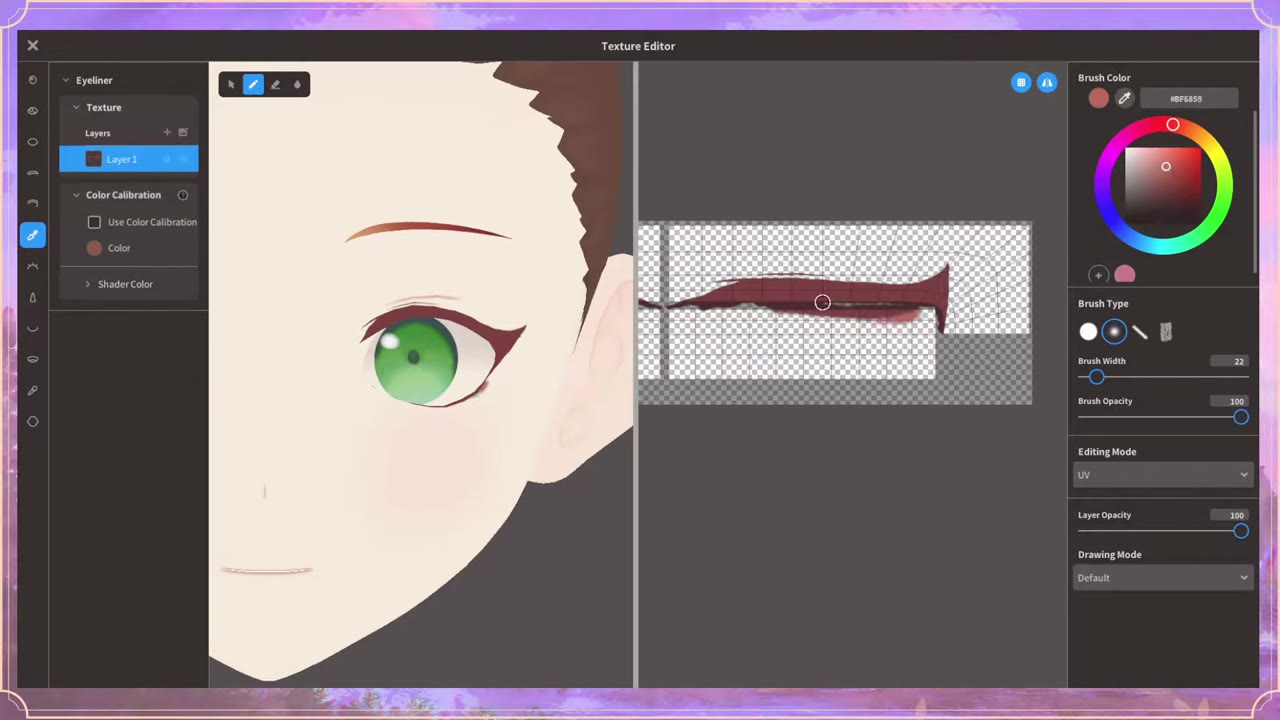 Texture Editor
Eyeliner
Texture
Layers
Layer 1
Color Calibration
Use Color Calibration
Color
Shader Color
Brush Color
#BF6859
Brush Type
Brush Width
22
Brush Opacity
100
Editing Mode
UV
Layer Opacity
100
Drawing Mode
Default